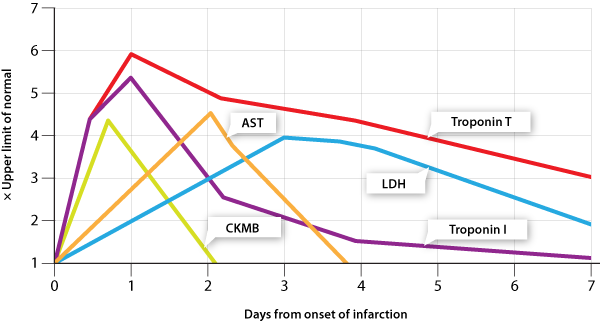 7
6
5
4
3
2
1
× Upper limit of normal
AST
Troponin T
LDH
CKMB
Troponin I
0
1
2
3
4
5
6
7
Days from onset of infarction